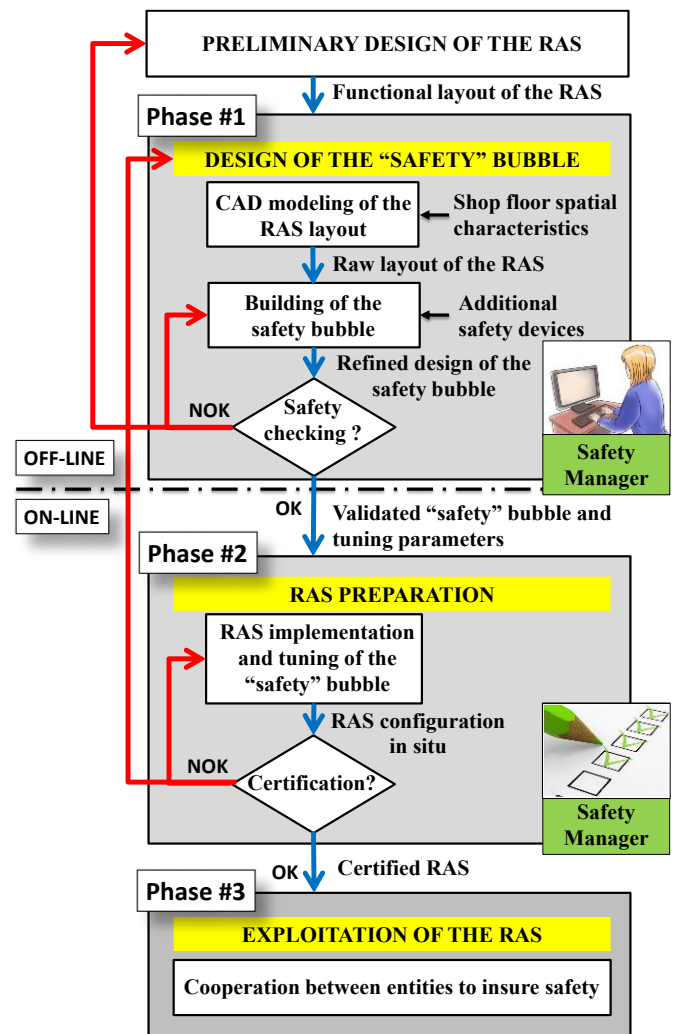 PRELIMINARY DESIGN OF THE RAS
Functional layout of the RAS
Phase #1
DESIGN OF THE “SAFETY” BUBBLE
CAD modeling of the
RAS layout
Shop floor spatial
characteristics
Raw layout of the RAS
Building of the
safety bubble
Additional
safety devices
Refined design of the
safety bubble
NOK
Safety
checking ?
Safety
Manager
OFF-LINE
ON-LINE
OK
Validated “safety” bubble and
tuning parameters
Phase #2
RAS PREPARATION
RAS implementation
and tuning of the
“safety” bubble
RAS configuration
in situ
NOK
Certification?
Safety
Manager
OK
Certified RAS
Phase #3
EXPLOITATION OF THE RAS
Cooperation between entities to insure safety